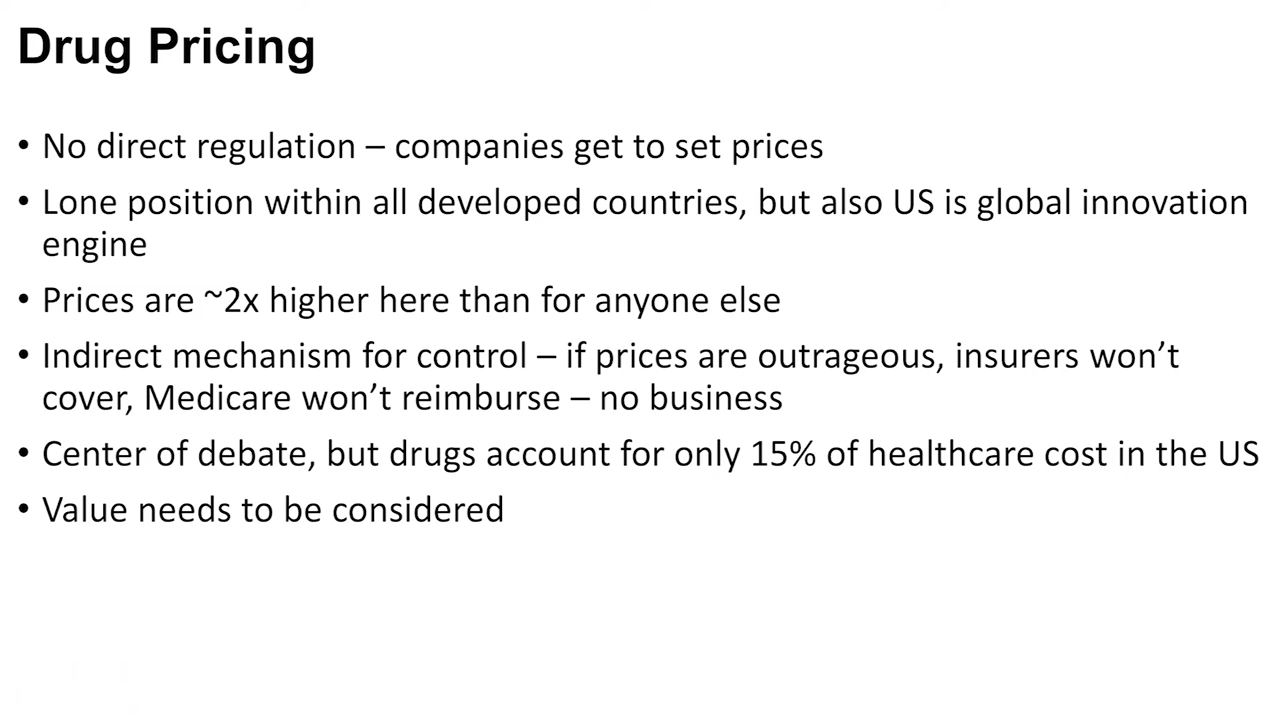 Drug Pricing
• No direct regulation – companies get to set prices
• Lone position within all developed countries, but also US is global innovation
engine
• Prices are ~2x higher here than for anyone else
• Indirect mechanism for control – if prices are outrageous, insurers won’t
cover, Medicare won’t reimburse – no business
• Center of debate, but drugs account for only 15% of healthcare cost in the US
• Value needs to be considered